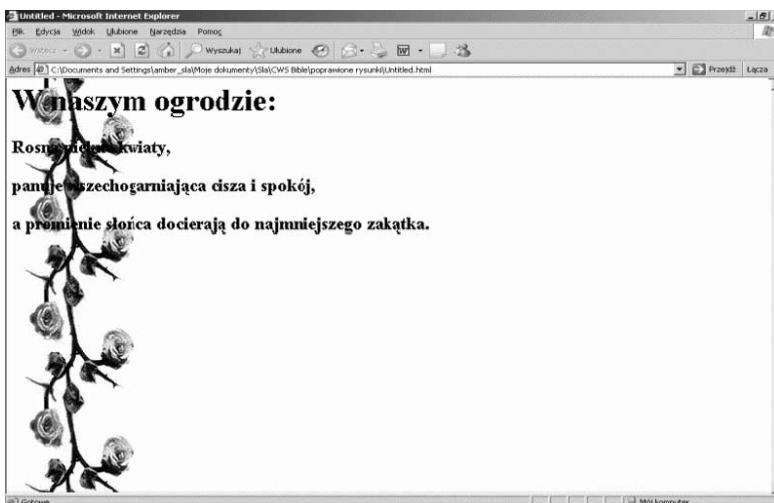 Untitled - Microsoft Internet Explorer
Plik Edycja Widok Ulubione Narzędzia Pomoc
Wstecz Wyszukaj Ulubione
Adres C:\Documents and Settings\amber_sla\Moje dokumenty\Sla\CWS Bible\poprawione rysunki\Untitled.html Przejdź Łącza
W naszym ogrodzie:
Rosną piękne kwiaty,
panuje wszechogarniająca cisza i spokój,
a promienie słońca docierają do najmniejszego zakątka.
Gotowe Mój komputer